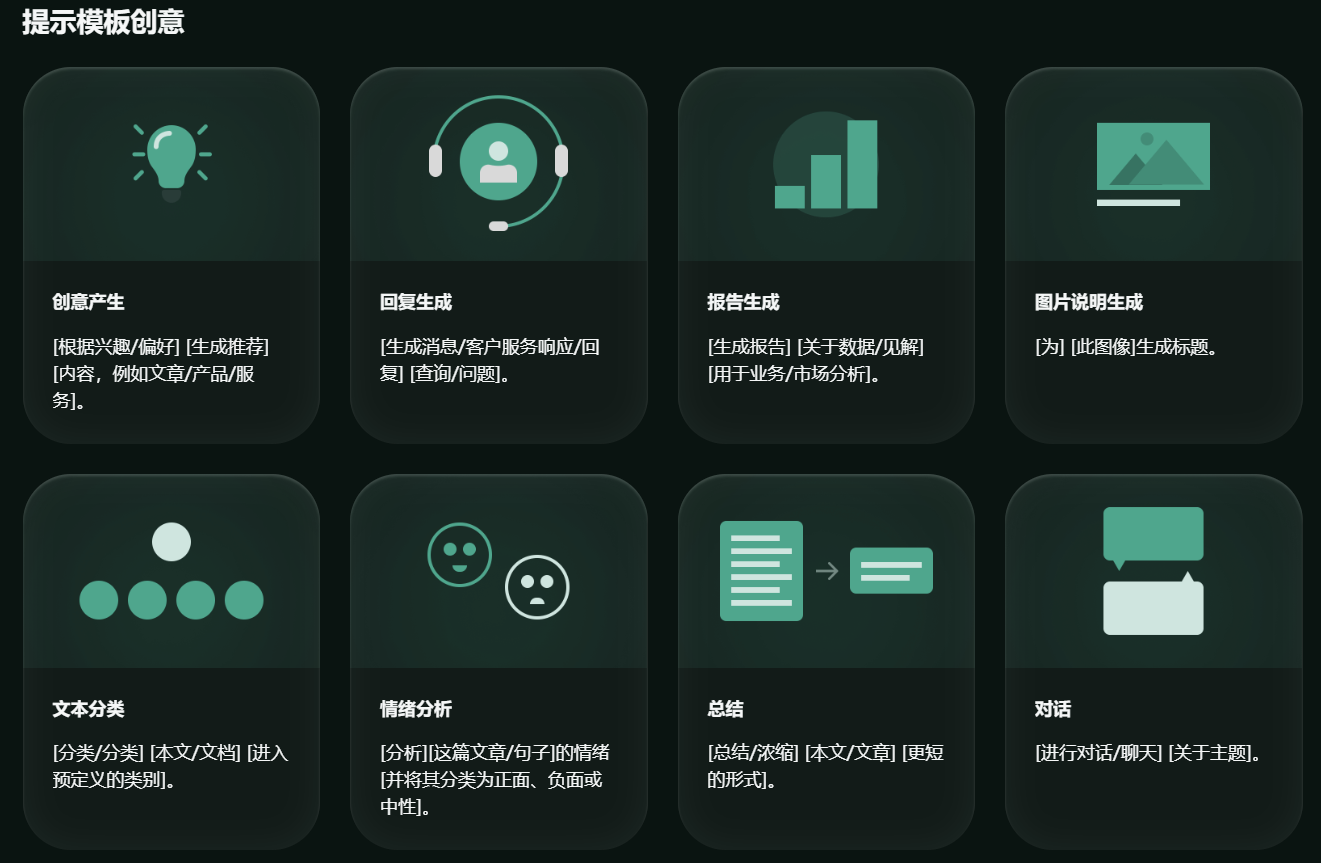 提示模板创意
创意产生
[根据兴趣/偏好] [生成推荐]
[内容，例如文章/产品/服
务]。
回复生成
[生成消息/客户服务响应/回
复] [查询/问题]。
报告生成
[生成报告] [关于数据/见解]
[用于业务/市场分析]。
图片说明生成
[为] [此图像]生成标题。
文本分类
[分类/分类] [本文/文档] [进入
预定义的类别]。
情绪分析
[分析][这篇文章/句子]的情绪
[并将其分类为正面、负面或
中性]。
总结
[总结/浓缩] [本文/文章] [更短
的形式]。
对话
[进行对话/聊天] [关于主题]。